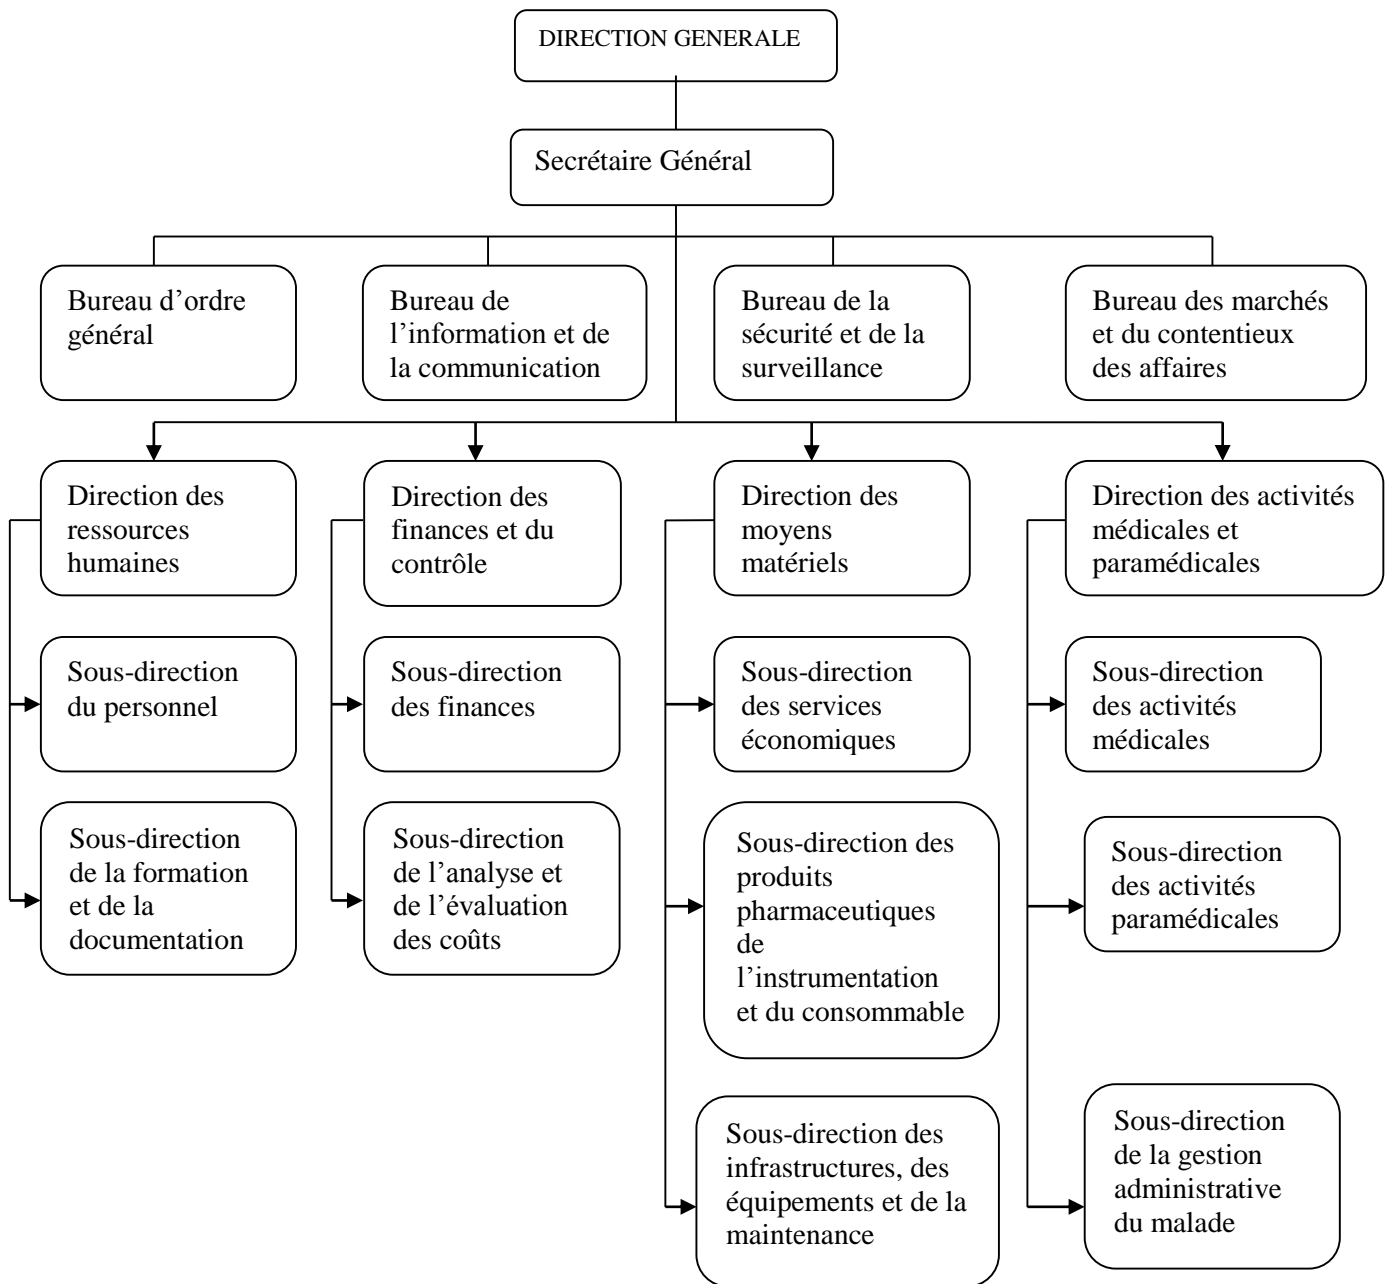 DIRECTION GENERALE
Secrétaire Général
Bureau d’ordre
général
Bureau de
l’information et de
la communication
Bureau de la
sécurité et de la
surveillance
Bureau des marchés
et du contentieux
des affaires
Direction des
ressources
humaines
Direction des
finances et du
contrôle
Direction des
moyens
matériels
Direction des activités
médicales et
paramédicales
Sous-direction
du personnel
Sous-direction
des finances
Sous-direction
des services
économiques
Sous-direction
des activités
médicales
Sous-direction
de la formation
et de la
documentation
Sous-direction
de l’analyse et
de l’évaluation
des coûts
Sous-direction des
produits
pharmaceutiques
de
l’instrumentation
et du consommable
Sous-direction
des activités
paramédicales
Sous-direction des
infrastructures, des
équipements et de la
maintenance
Sous-direction
de la gestion
administrative
du malade